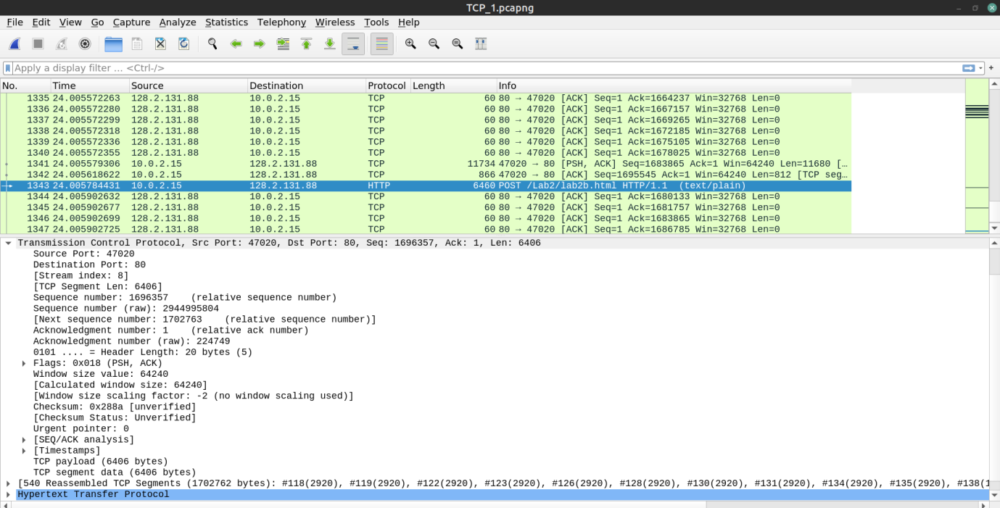 TCP_1.pcapng
File Edit View Go Capture Analyze Statistics Telephony Wireless Tools Help
Apply a display filter … <Ctrl-/>
No. Time Source Destination Protocol Length Info
1335 24.005572263 128.2.131.88 10.0.2.15 TCP 60 80 → 47020 [ACK] Seq=1 Ack=1664237 Win=32768 Len=0
1336 24.005572280 128.2.131.88 10.0.2.15 TCP 60 80 → 47020 [ACK] Seq=1 Ack=1667157 Win=32768 Len=0
1337 24.005572299 128.2.131.88 10.0.2.15 TCP 60 80 → 47020 [ACK] Seq=1 Ack=1669265 Win=32768 Len=0
1338 24.005572318 128.2.131.88 10.0.2.15 TCP 60 80 → 47020 [ACK] Seq=1 Ack=1672185 Win=32768 Len=0
1339 24.005572336 128.2.131.88 10.0.2.15 TCP 60 80 → 47020 [ACK] Seq=1 Ack=1675105 Win=32768 Len=0
1340 24.005572355 128.2.131.88 10.0.2.15 TCP 60 80 → 47020 [ACK] Seq=1 Ack=1678025 Win=32768 Len=0
1341 24.005579306 10.0.2.15 128.2.131.88 TCP 11734 47020 → 80 [PSH, ACK] Seq=1683865 Ack=1 Win=64240 Len=11680 […
1342 24.005618622 10.0.2.15 128.2.131.88 TCP 866 47020 → 80 [ACK] Seq=1695545 Ack=1 Win=64240 Len=812 [TCP seg…
1343 24.005784431 10.0.2.15 128.2.131.88 HTTP 6460 POST /Lab2/lab2b.html HTTP/1.1 (text/plain)
1344 24.005902632 128.2.131.88 10.0.2.15 TCP 60 80 → 47020 [ACK] Seq=1 Ack=1680133 Win=32768 Len=0
1345 24.005902677 128.2.131.88 10.0.2.15 TCP 60 80 → 47020 [ACK] Seq=1 Ack=1681757 Win=32768 Len=0
1346 24.005902699 128.2.131.88 10.0.2.15 TCP 60 80 → 47020 [ACK] Seq=1 Ack=1683865 Win=32768 Len=0
1347 24.005902725 128.2.131.88 10.0.2.15 TCP 60 80 → 47020 [ACK] Seq=1 Ack=1686785 Win=32768 Len=0
Transmission Control Protocol, Src Port: 47020, Dst Port: 80, Seq: 1696357, Ack: 1, Len: 6406
Source Port: 47020
Destination Port: 80
[Stream index: 8]
[TCP Segment Len: 6406]
Sequence number: 1696357 (relative sequence number)
Sequence number (raw): 2944995804
[Next sequence number: 1702763 (relative sequence number)]
Acknowledgment number: 1 (relative ack number)
Acknowledgment number (raw): 224749
0101 .... = Header Length: 20 bytes (5)
Flags: 0x018 (PSH, ACK)
Window size value: 64240
[Calculated window size: 64240]
[Window size scaling factor: -2 (no window scaling used)]
Checksum: 0x288a [unverified]
[Checksum Status: Unverified]
Urgent pointer: 0
[SEQ/ACK analysis]
[Timestamps]
TCP payload (6406 bytes)
TCP segment data (6406 bytes)
[540 Reassembled TCP Segments (1702762 bytes): #118(2920), #119(2920), #122(2920), #123(2920), #126(2920), #128(2920), #130(2920), #131(2920), #134(2920), #135(2920), #138(1
Hypertext Transfer Protocol